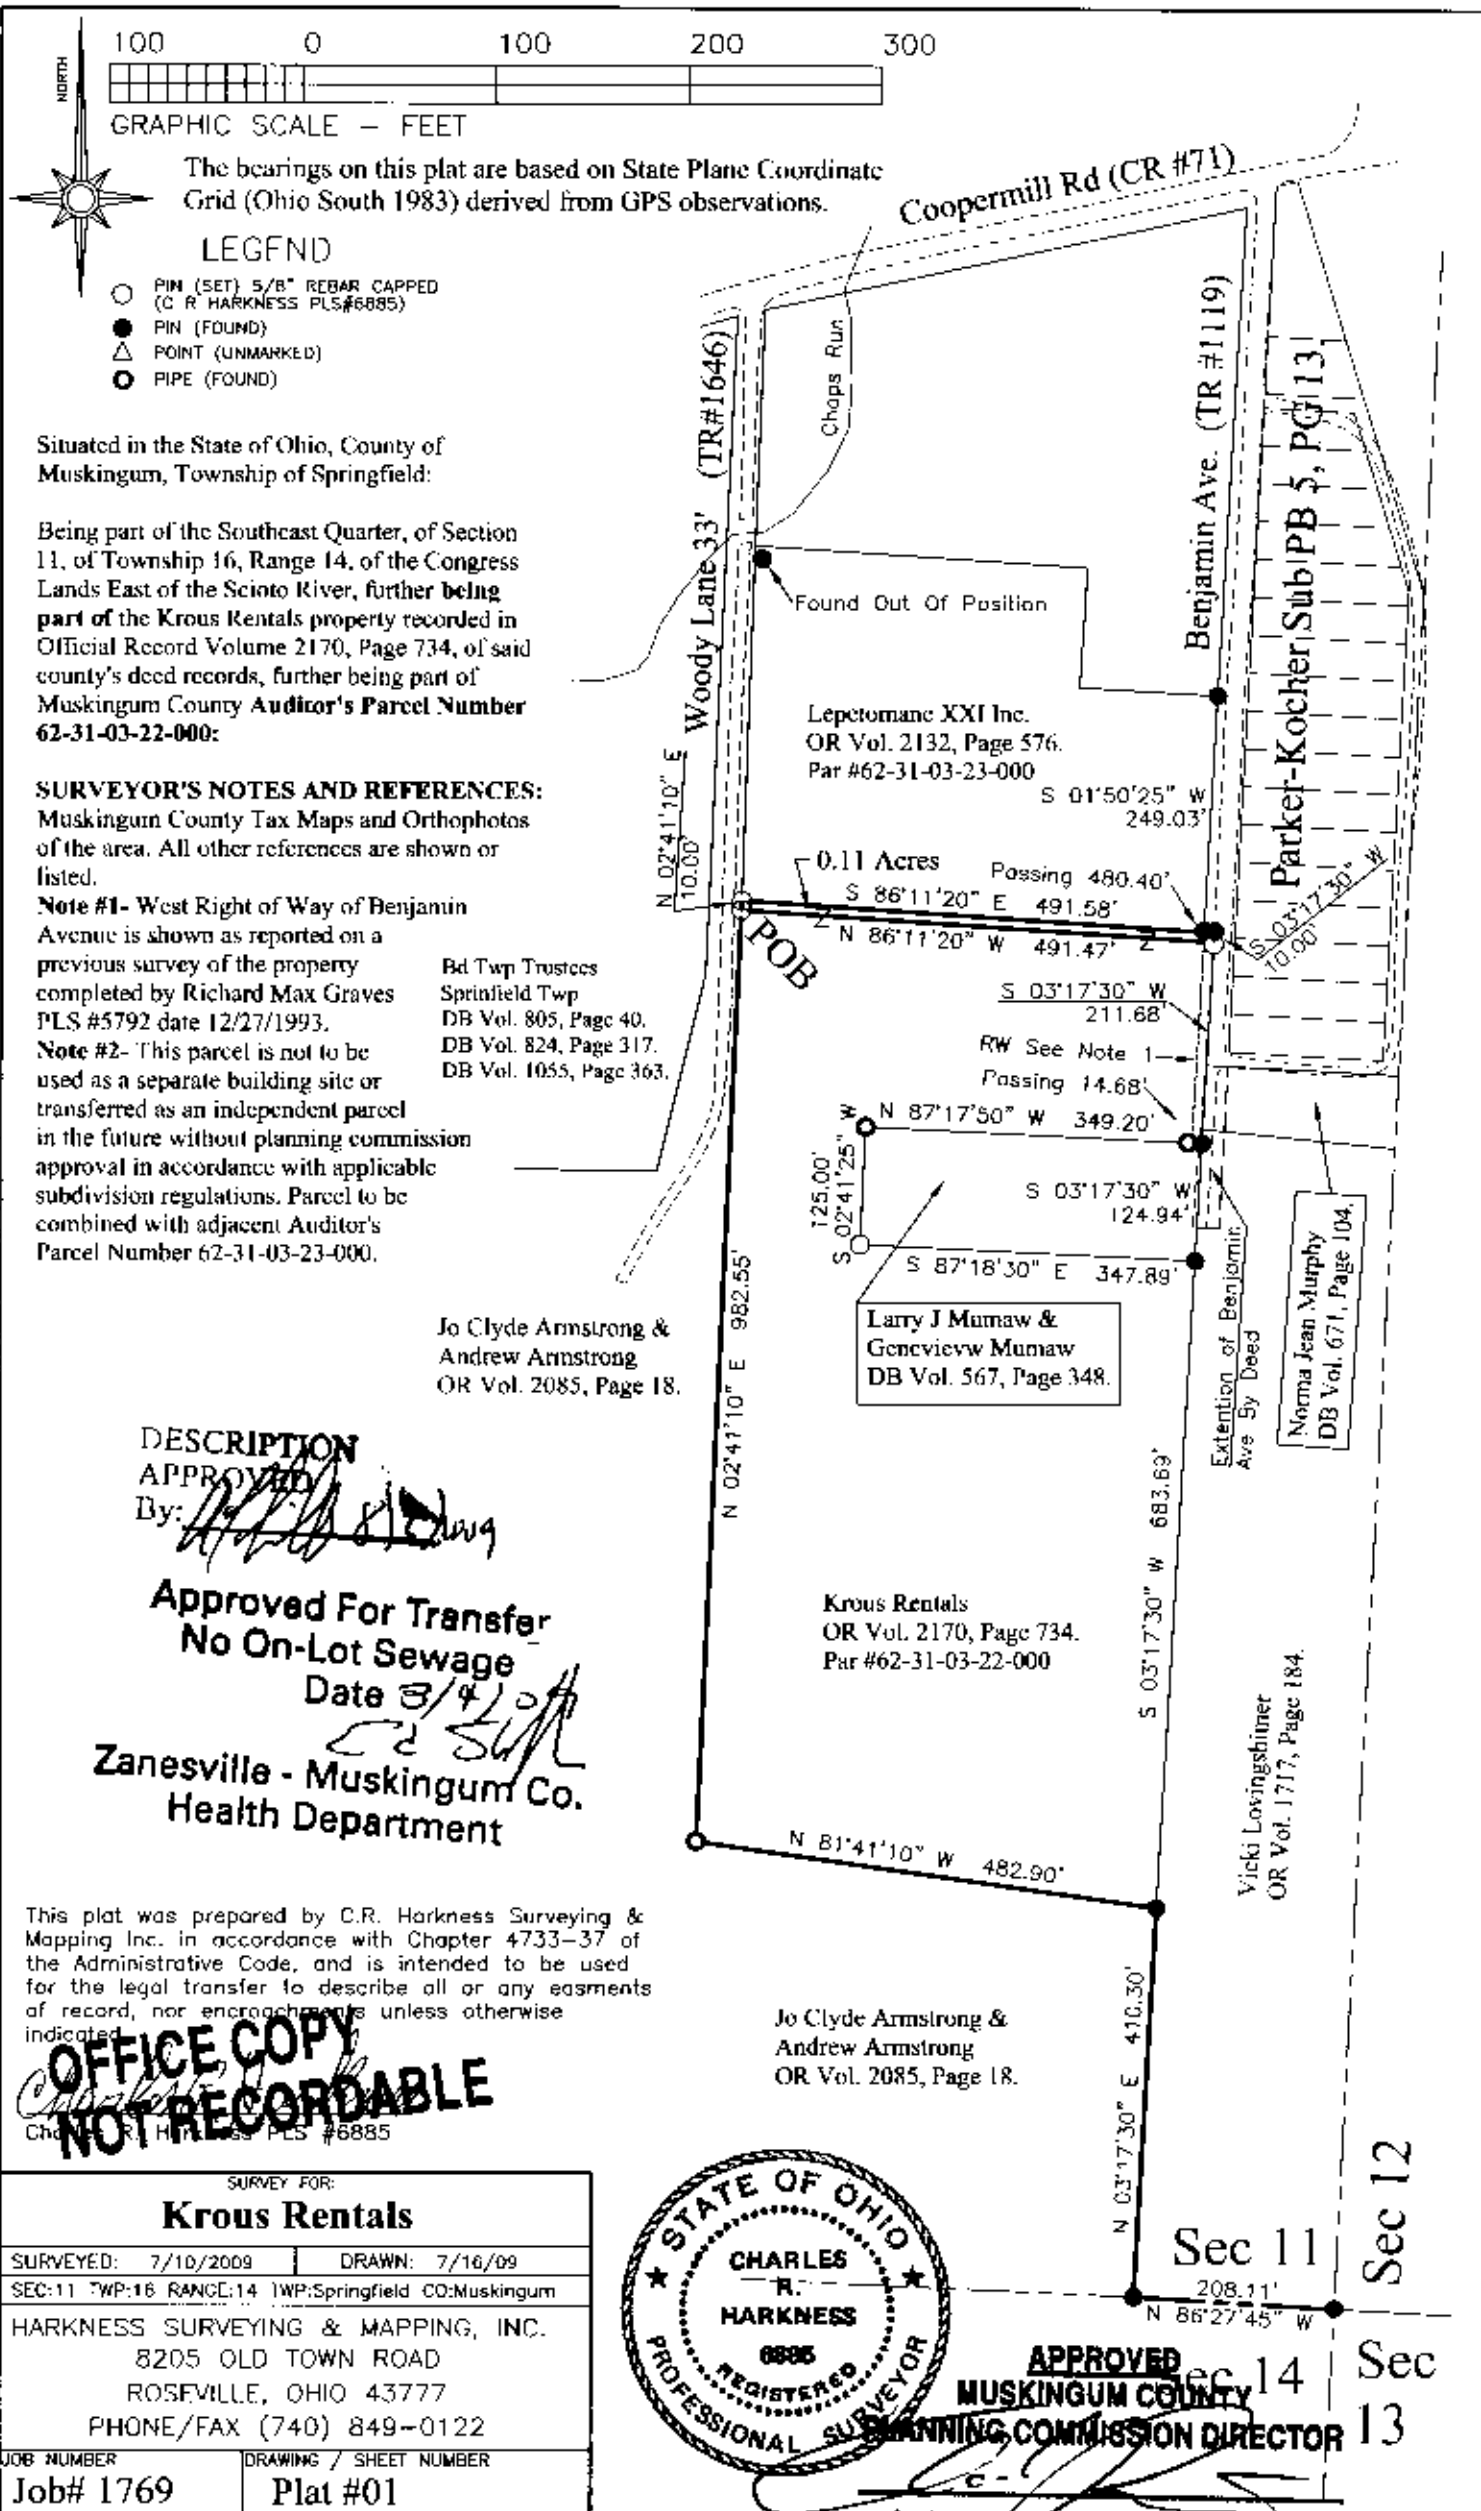 100 0 100 200 300
NORTH
GRAPHIC SCALE – FEET
The bearings on this plat are based on State Plane Coordinate
Grid (Ohio South 1983) derived from GPS observations.
LEGFND
PIN (SET) 5/8" REBAR CAPPED
(C R HARKNESS PLS#6885)
PIN (FOUND)
POINT (UNMARKED)
PIPE (FOUND)
Situated in the State of Ohio, County of
Muskingum, Township of Springfield:
Being part of the Southeast Quarter, of Section
11, of Township 16, Range 14, of the Congress
Lands East of the Scioto River, further being
part of the Krous Rentals property recorded in
Official Record Volume 2170, Page 734, of said
county's deed records, further being part of
Muskingum County Auditor's Parcel Number
62-31-03-22-000:
SURVEYOR'S NOTES AND REFERENCES:
Muskingum County Tax Maps and Orthophotos
of the area. All other references are shown or
listed.
Note #1- West Right of Way of Benjamin
Avenue is shown as reported on a
previous survey of the property
completed by Richard Max Graves
PLS #5792 date 12/27/1993.
Note #2- This parcel is not to be
used as a separate building site or
transferred as an independent parcel
in the future without planning commission
approval in accordance with applicable
subdivision regulations. Parcel to be
combined with adjacent Auditor's
Parcel Number 62-31-03-23-000.
Coopermill Rd (CR #71)
Woody Lane 33' (TR#1646)
Chaps Run
Benjamin Ave. (TR #1119)
Parker-Kocher Sub PB 5, PG 13
Found Out Of Position
Lepetomane XXI Inc.
OR Vol. 2132, Page 576.
Par #62-31-03-23-000
S 01°50'25" W
249.03'
N 02°41'10" E
10.00'
0.11 Acres
Passing 480.40'
S 86°11'20" E 491.58'
N 86°11'20" W 491.47'
S 03°17'30" W
10.00'
POB
Bd Twp Trustees
Sprinfield Twp
DB Vol. 805, Page 40.
DB Vol. 824, Page 317.
DB Vol. 1055, Page 363.
S 03°17'30" W
211.68'
RW See Note 1
Passing 14.68'
N 87°17'50" W 349.20'
125.00'
S 02°41'25" W
S 03°17'30" W
124.94'
S 87°18'30" E 347.89'
Larry J Mumaw &
Genevievw Mumaw
DB Vol. 567, Page 348.
Extention of Benjamin
Ave By Deed
Norma Jean Murphy
DB Vol. 671, Page 104.
Jo Clyde Armstrong &
Andrew Armstrong
OR Vol. 2085, Page 18.
N 02°41'10" E 982.55'
S 03°17'30" W 683.69'
DESCRIPTION
APPROVED
By:
Approved For Transfer
No On-Lot Sewage
Date
Zanesville - Muskingum Co.
Health Department
Krous Rentals
OR Vol. 2170, Page 734.
Par #62-31-03-22-000
Vicki Lovingshimer
OR Vol. 1717, Page 184.
N 81°41'10" W 482.90'
This plat was prepared by C.R. Harkness Surveying &
Mapping Inc. in accordance with Chapter 4733–37 of
the Administrative Code, and is intended to be used
for the legal transfer to describe all or any easments
of record, nor encroachments unless otherwise
indicated
OFFICE COPY
NOT RECORDABLE
Charles R. Harkness PLS #6885
Jo Clyde Armstrong &
Andrew Armstrong
OR Vol. 2085, Page 18.
N 03°17'30" E 410.30'
Sec 11
Sec 12
208.11'
N 86°27'45" W
Sec 14
Sec
13
SURVEY FOR:
Krous Rentals
SURVEYED: 7/10/2009 DRAWN: 7/16/09
SEC:11 TWP:16 RANGE:14 TWP:Springfield CO:Muskingum
HARKNESS SURVEYING & MAPPING, INC.
8205 OLD TOWN ROAD
ROSEVILLE, OHIO 43777
PHONE/FAX (740) 849–0122
JOB NUMBER DRAWING / SHEET NUMBER
Job# 1769 Plat #01
STATE OF OHIO
CHARLES
R.
HARKNESS
6885
REGISTERED
PROFESSIONAL SURVEYOR
APPROVED
MUSKINGUM COUNTY
PLANNING COMMISSION DIRECTOR